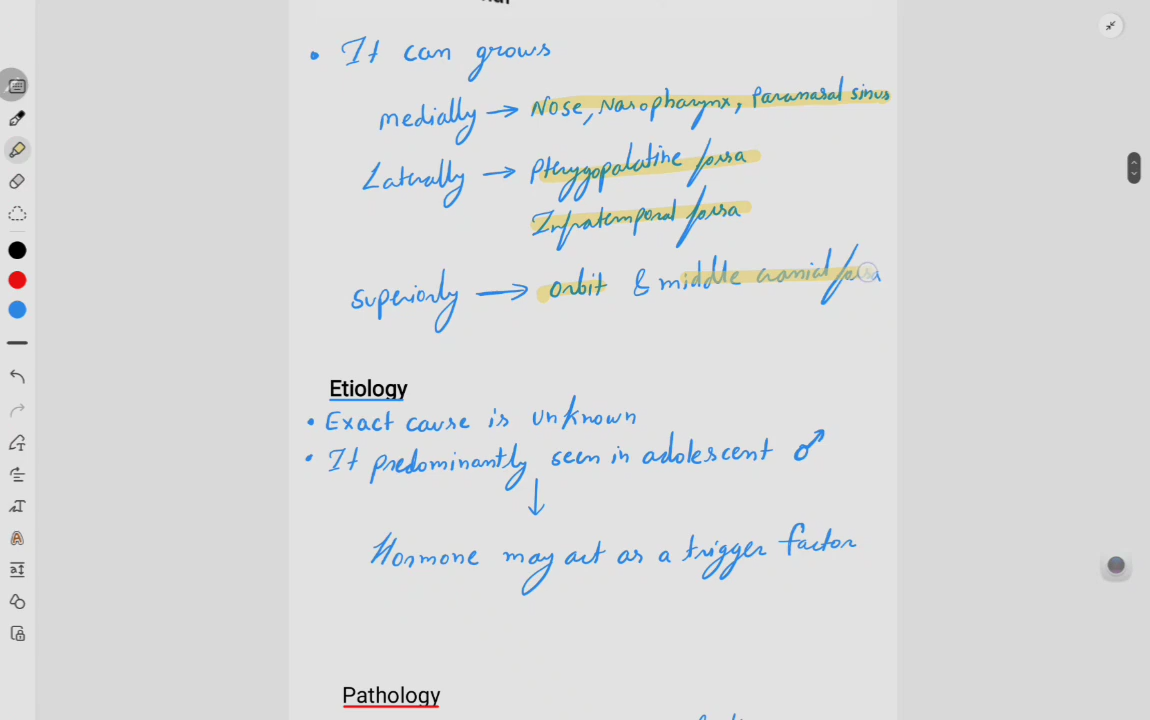 • It can grows
medially → Nose, Nasopharynx, Paranasal sinus
Laterally → Pterygopalatine fossa
Infratemporal fossa
superiorly → orbit & middle cranial fossa
Etiology
• Exact cause is unknown
• It predominantly seen in adolescent ♂
↓
Hormone may act as a trigger factor
Pathology